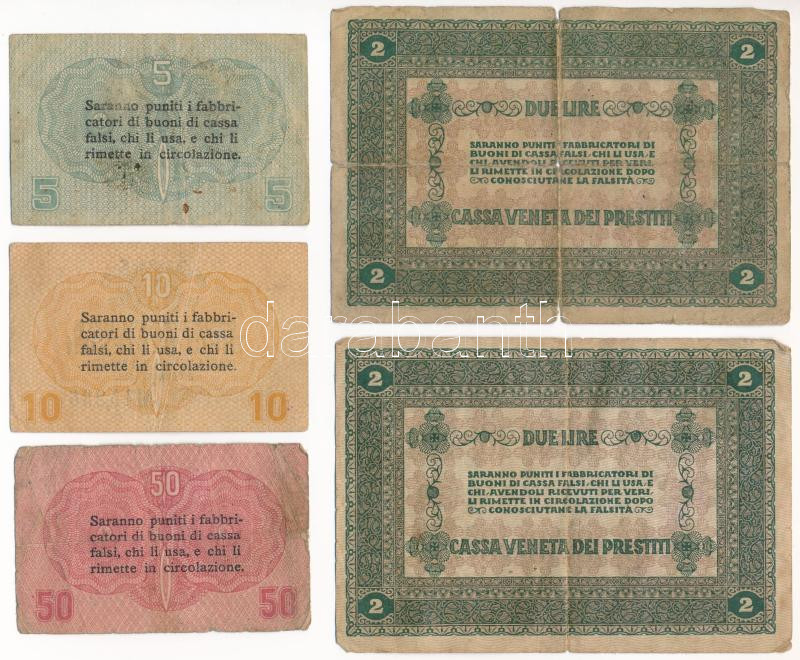 5
Saranno puniti i fabbri-
catori di buoni di cassa
falsi, chi li usa, e chi li
rimette in circolazione.
5 5
10
Saranno puniti i fabbri-
catori di buoni di cassa
falsi, chi li usa, e chi li
rimette in circolazione.
10 10
50
Saranno puniti i fabbri-
catori di buoni di cassa
falsi, chi li usa, e chi li
rimette in circolazione.
50 50
2 2
DUE LIRE
SARANNO PUNITI I FABBRICATORI DI
BUONI DI CASSA FALSI, CHI LI USA, E
CHI, AVENDOLI RICEVUTI PER VERI,
LI RIMETTE IN CIRCOLAZIONE DOPO
CONOSCIUTANE LA FALSITÀ
CASSA VENETA DEI PRESTITI
2 2
2 2
DUE LIRE
SARANNO PUNITI I FABBRICATORI DI
BUONI DI CASSA FALSI, CHI LI USA, E
CHI, AVENDOLI RICEVUTI PER VERI,
LI RIMETTE IN CIRCOLAZIONE DOPO
CONOSCIUTANE LA FALSITÀ
CASSA VENETA DEI PRESTITI
2 2
darabanth